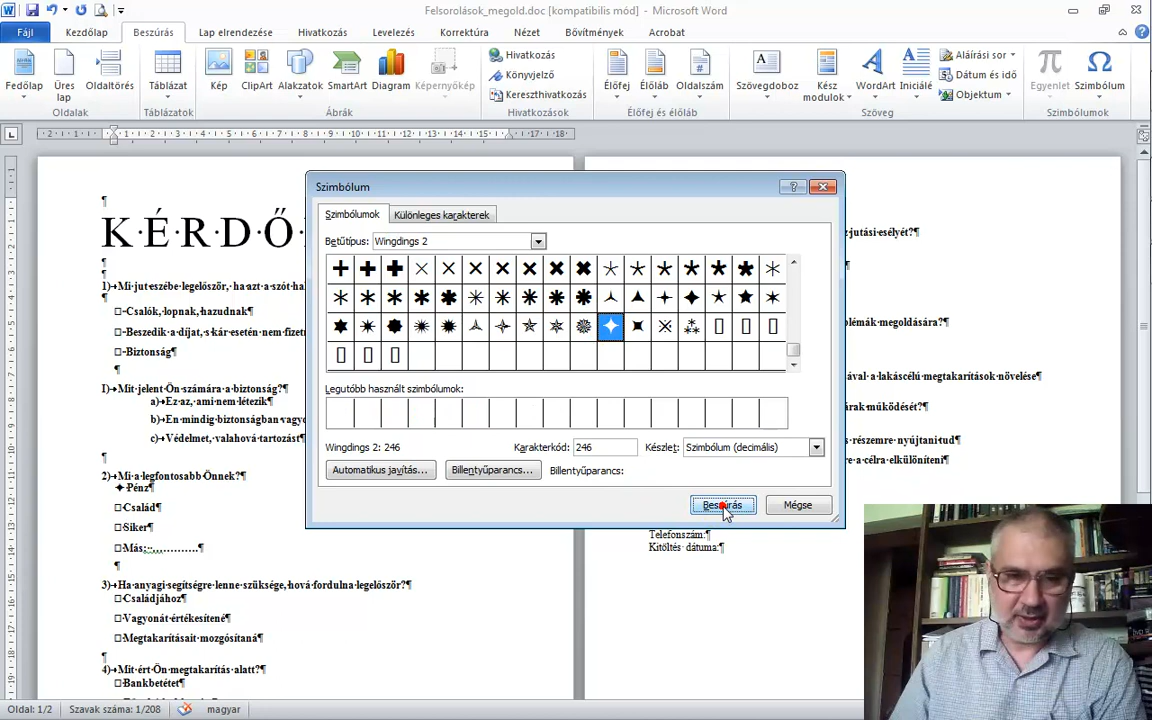 Felsorolások_megold.doc [kompatibilis mód] - Microsoft Word
Fájl Kezdőlap Beszúrás Lap elrendezése Hivatkozás Levelezés Korrektúra Nézet Bővítmények Acrobat
Fedőlap Üres lap Oldaltörés Táblázat Kép ClipArt Alakzatok SmartArt Diagram Képernyőkép
Hivatkozás
Könyvjelző
Kereszthivatkozás
Élőfej Élőláb Oldalszám Szövegdoboz Kész modulok WordArt Iniciálé
Aláírási sor
Dátum és idő
Objektum
Egyenlet Szimbólum
Oldalak Táblázatok Ábrák Hivatkozások Élőfej és élőláb Szöveg Szimbólumok
KÉRDŐ
1) Mi jut eszébe legelőször, ha azt a szót ha
Csalók, lopnak, hazudnak
Beszedik a díjat, s kár esetén nem fizetn
Biztonság
I) Mit jelent Ön számára a biztonság?
a) Ez az, ami nem létezik
b) Én mindig biztonságban vagyo
c) Védelmet, valahová tartozást
2) Mi a legfontosabb Önnek?
Pénz
Család
Siker
Más: ...........
3) Ha anyagi segítségre lenne szüksége, hová fordulna legelőször?
Családjához
Vagyonát értékesítené
Megtakarításait mozgósítaná
4) Mit ért Ön megtakarítás alatt?
Bankbetétet
jutási esélyét?
lémák megoldására?
ával a lakáscélú megtakarítások növelése
árak működését?
részemre nyújtani tud
e a célra elkülöníteni
Telefonszám:
Kitöltés dátuma:
Szimbólum
Szimbólumok Különleges karakterek
Betűtípus: Wingdings 2
Legutóbb használt szimbólumok:
Wingdings 2: 246 Karakterkód: 246 Készlet: Szimbólum (decimális)
Automatikus javítás... Billentyűparancs... Billentyűparancs:
Beszúrás Mégse
Oldal: 1/2 Szavak száma: 1/208 magyar